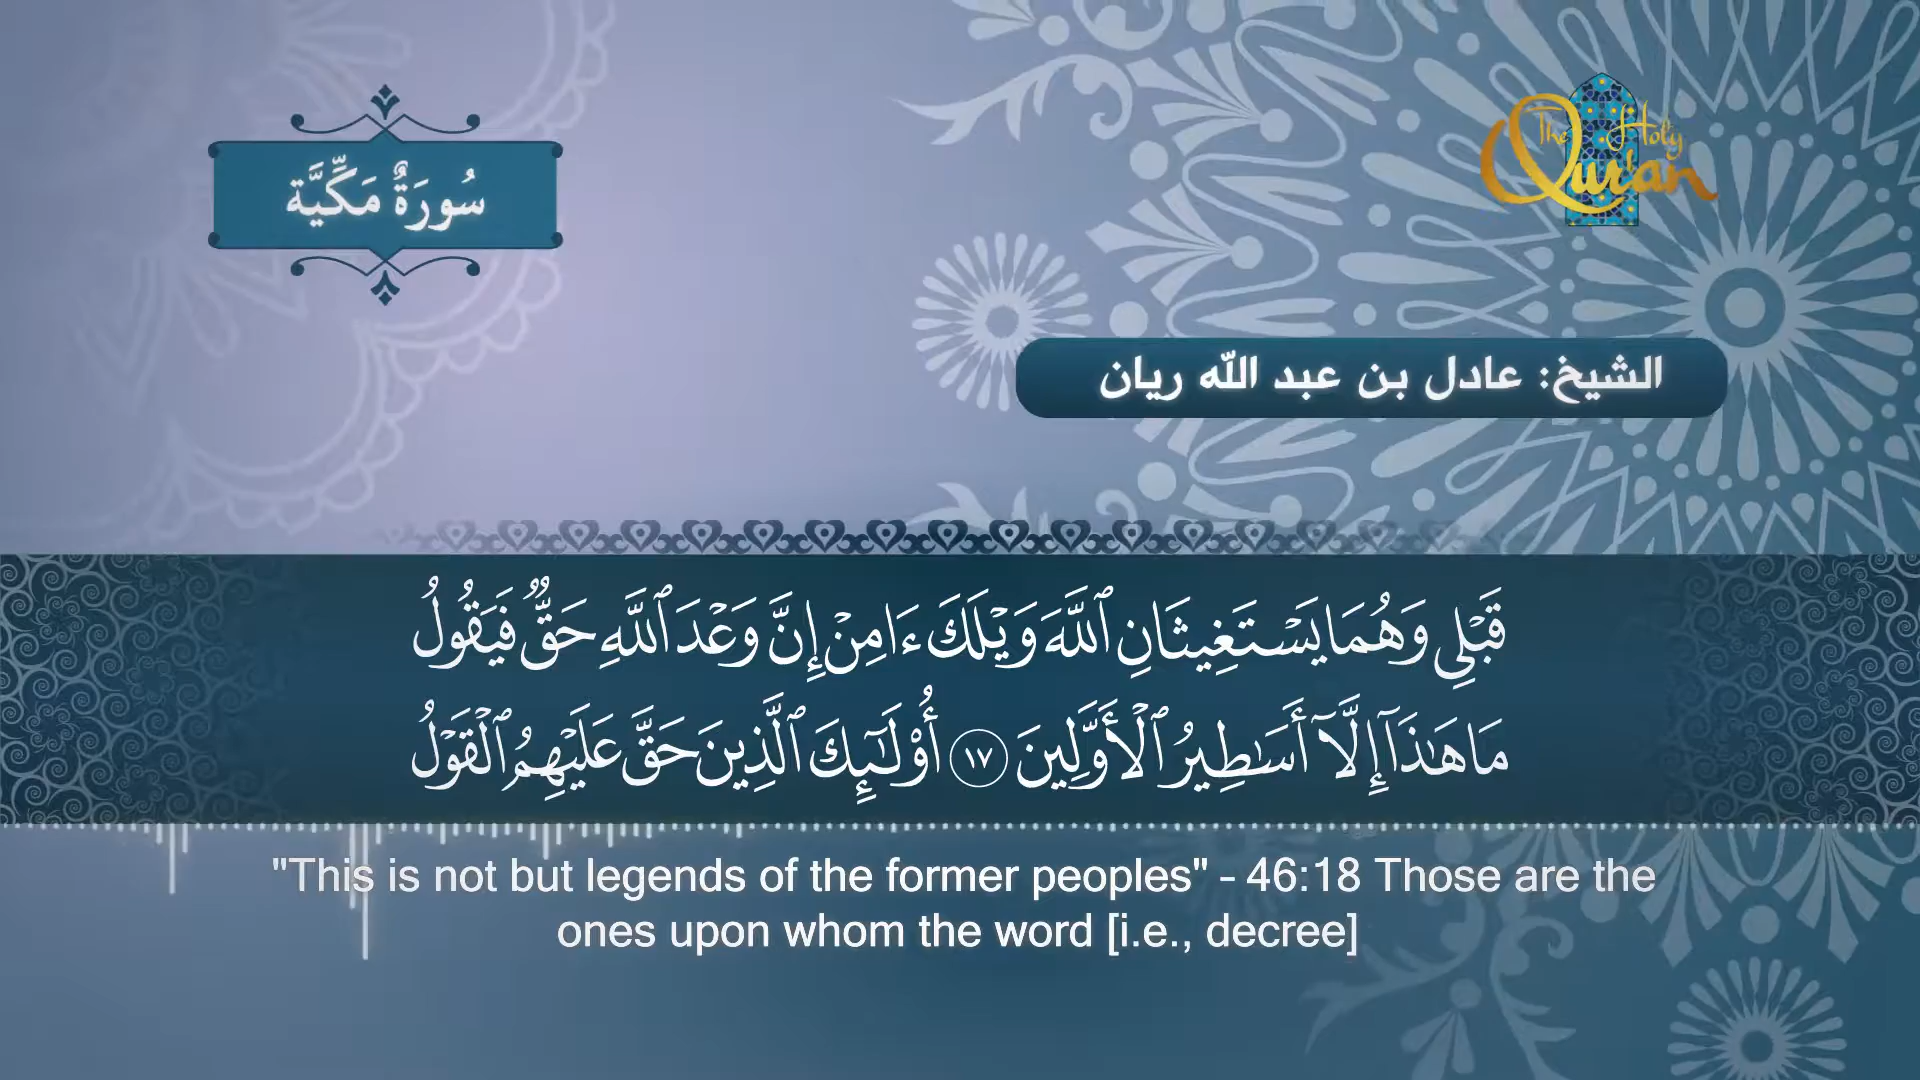 سُورَةٌ مَكِّيَّة
The Holy
Qur'an
الشيخ: عادل بن عبد الله ريان
قَبْلِي وَهُمَا يَسْتَغِيثَانِ ٱللَّهَ وَيْلَكَ ءَامِنْ إِنَّ وَعْدَ ٱللَّهِ حَقٌّ فَيَقُولُ
مَا هَٰذَآ إِلَّآ أَسَٰطِيرُ ٱلْأَوَّلِينَ ١٧ أُو۟لَٰٓئِكَ ٱلَّذِينَ حَقَّ عَلَيْهِمُ ٱلْقَوْلُ
"This is not but legends of the former peoples" - 46:18 Those are the
ones upon whom the word [i.e., decree]